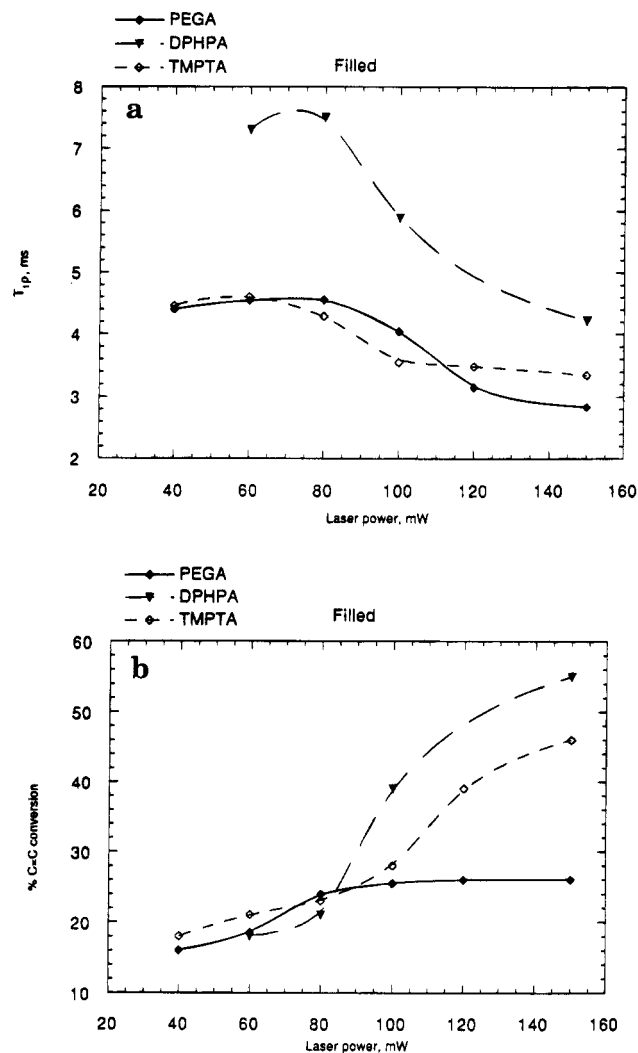 PEGA
DPHPA
TMPTA
Filled
a
8
7
6
5
4
3
2
T1ρ, ms
20 40 60 80 100 120 140 160
Laser power, mW
PEGA
DPHPA
TMPTA
Filled
b
60
50
40
30
20
10
% C=C conversion
20 40 60 80 100 120 140 160
Laser power, mW